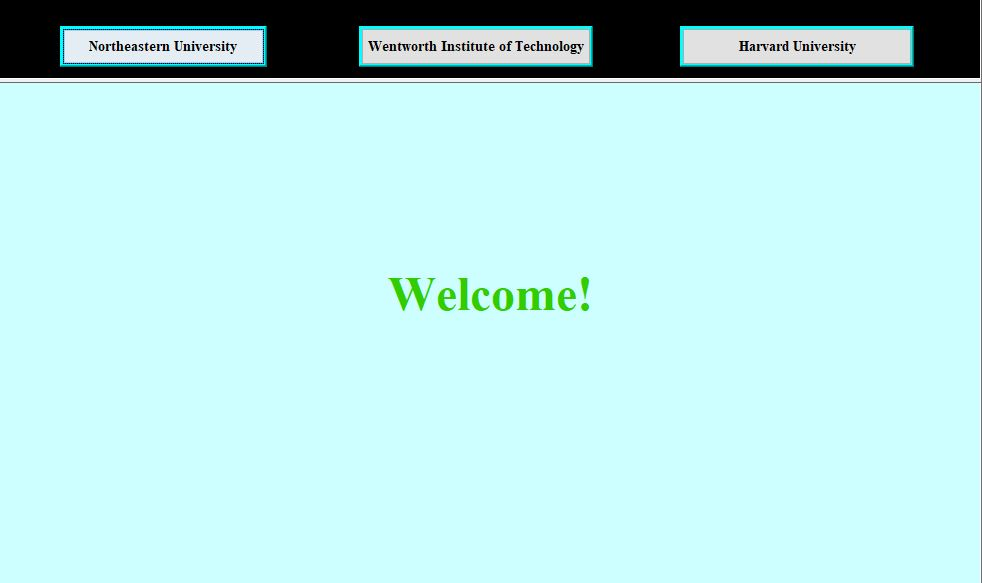 Northeastern University
Wentworth Institute of Technology
Harvard University
Welcome!